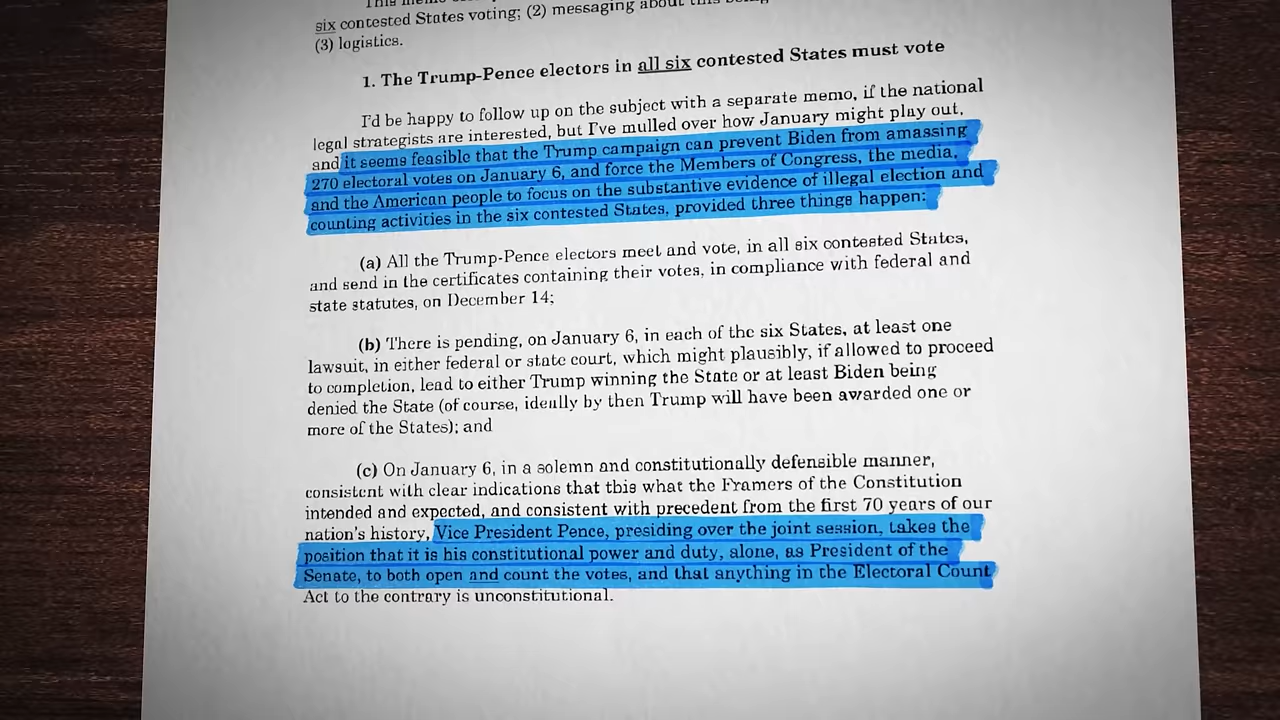 six contested States voting; (2) messaging about this being
(3) logistics.
1. The Trump-Pence electors in all six contested States must vote
I'd be happy to follow up on the subject with a separate memo, if the national
legal strategists are interested, but I've mulled over how January might play out,
and it seems feasible that the Trump campaign can prevent Biden from amassing
270 electoral votes on January 6, and force the Members of Congress, the media,
and the American people to focus on the substantive evidence of illegal election and
counting activities in the six contested States, provided three things happen:
(a) All the Trump-Pence electors meet and vote, in all six contested States,
and send in the certificates containing their votes, in compliance with federal and
state statutes, on December 14;
(b) There is pending, on January 6, in each of the six States, at least one
lawsuit, in either federal or state court, which might plausibly, if allowed to proceed
to completion, lead to either Trump winning the State or at least Biden being
denied the State (of course, ideally by then Trump will have been awarded one or
more of the States); and
(c) On January 6, in a solemn and constitutionally defensible manner,
consistent with clear indications that this what the Framers of the Constitution
intended and expected, and consistent with precedent from the first 70 years of our
nation's history, Vice President Pence, presiding over the joint session, takes the
position that it is his constitutional power and duty, alone, as President of the
Senate, to both open and count the votes, and that anything in the Electoral Count
Act to the contrary is unconstitutional.